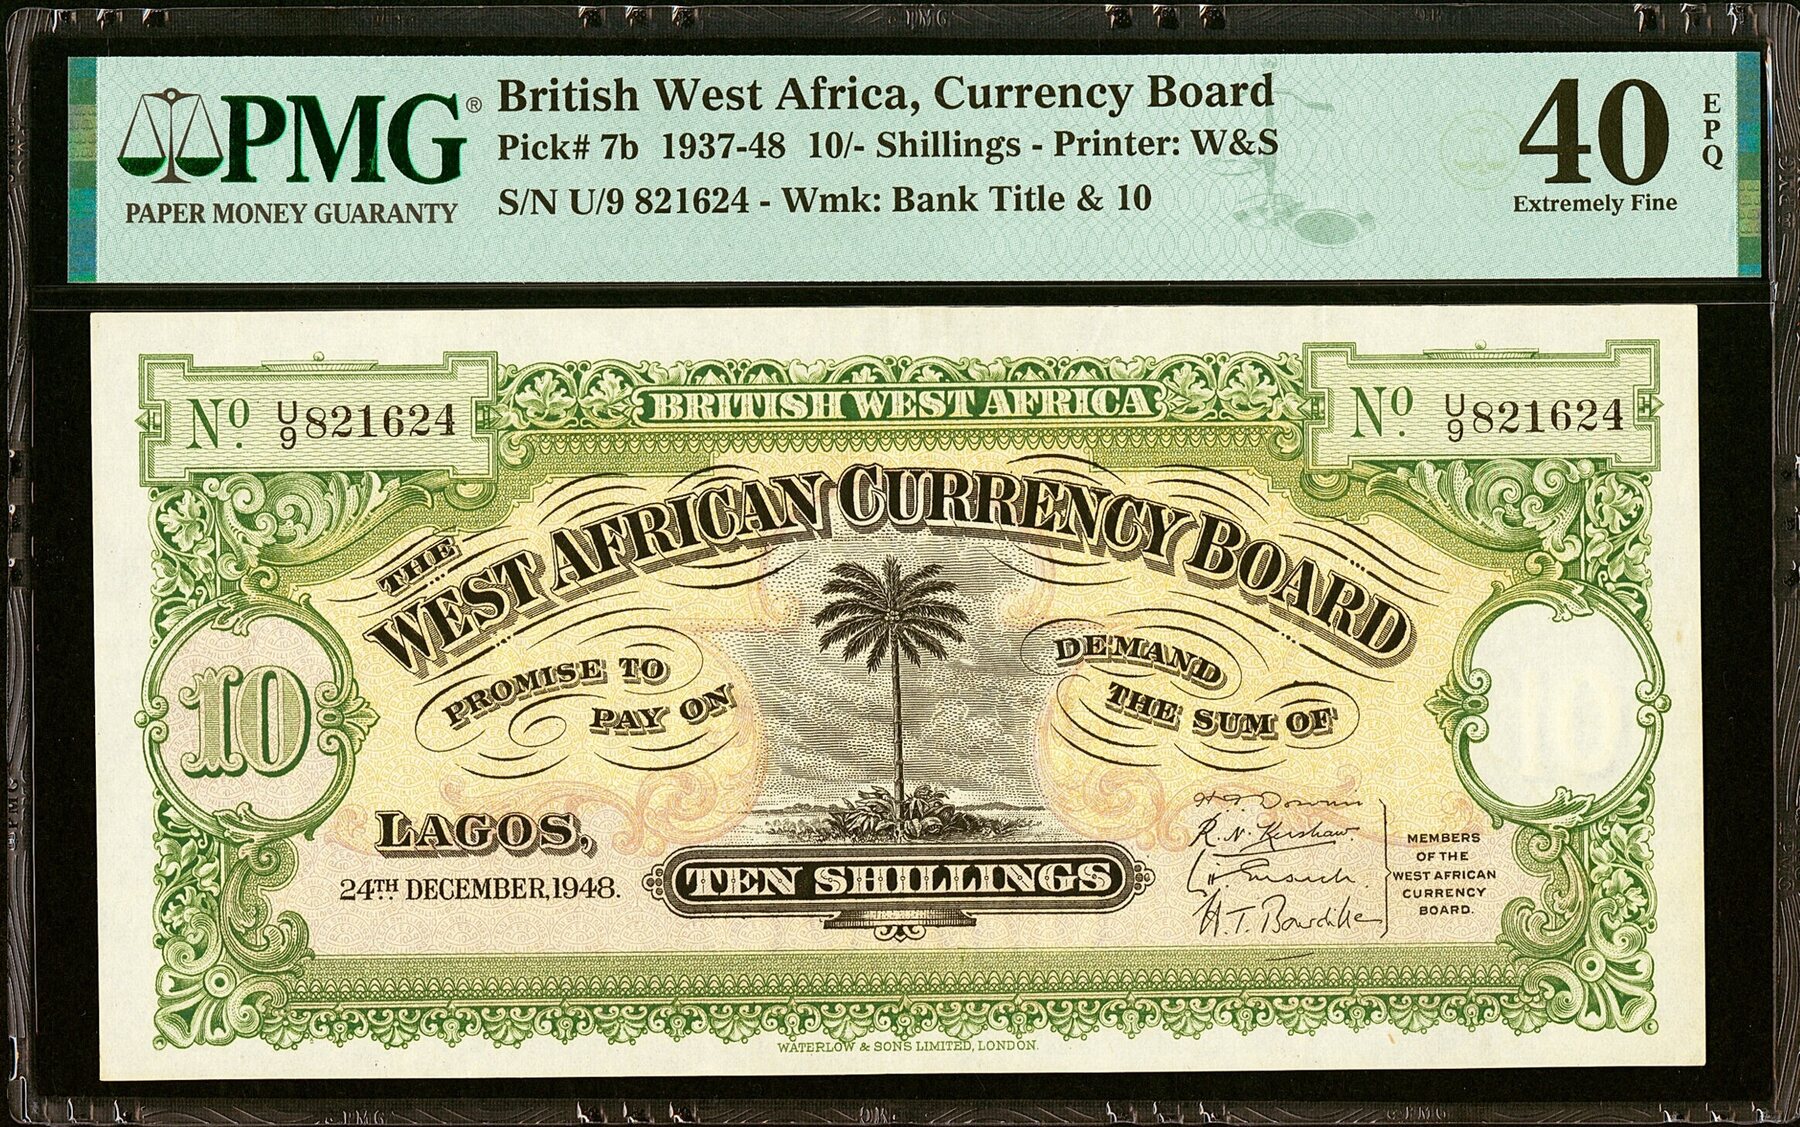 PMG®
PAPER MONEY GUARANTY
British West Africa, Currency Board
Pick# 7b 1937-48 10/- Shillings - Printer: W&S
S/N U/9 821624 - Wmk: Bank Title & 10
40
EPQ
Extremely Fine
No. U/9 821624
BRITISH WEST AFRICA
No. U/9 821624
THE
WEST AFRICAN CURRENCY BOARD
PROMISE TO
PAY ON
DEMAND
THE SUM OF
10
10
LAGOS,
24TH DECEMBER, 1948.
TEN SHILLINGS
R. N. Kershaw
H. T. Bourdillon
MEMBERS
OF THE
WEST AFRICAN
CURRENCY
BOARD.
WATERLOW & SONS LIMITED, LONDON.